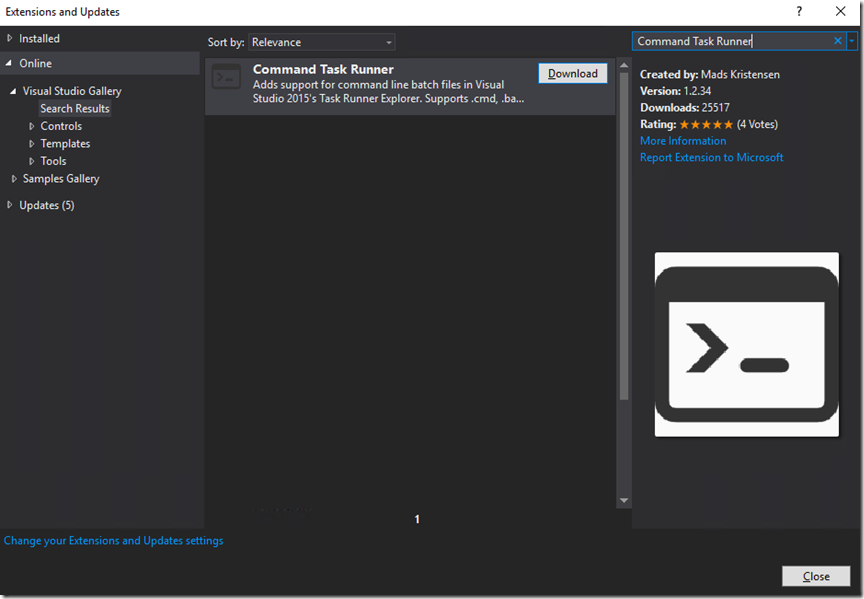 Extensions and Updates
?
Installed
Online
Visual Studio Gallery
Search Results
Controls
Templates
Tools
Samples Gallery
Updates (5)
Sort by: Relevance
Command Task Runner
Adds support for command line batch files in Visual
Studio 2015's Task Runner Explorer. Supports .cmd, .ba...
Download
1
Command Task Runner
Created by: Mads Kristensen
Version: 1.2.34
Downloads: 25517
Rating: ★★★★★ (4 Votes)
More Information
Report Extension to Microsoft
Change your Extensions and Updates settings
Close